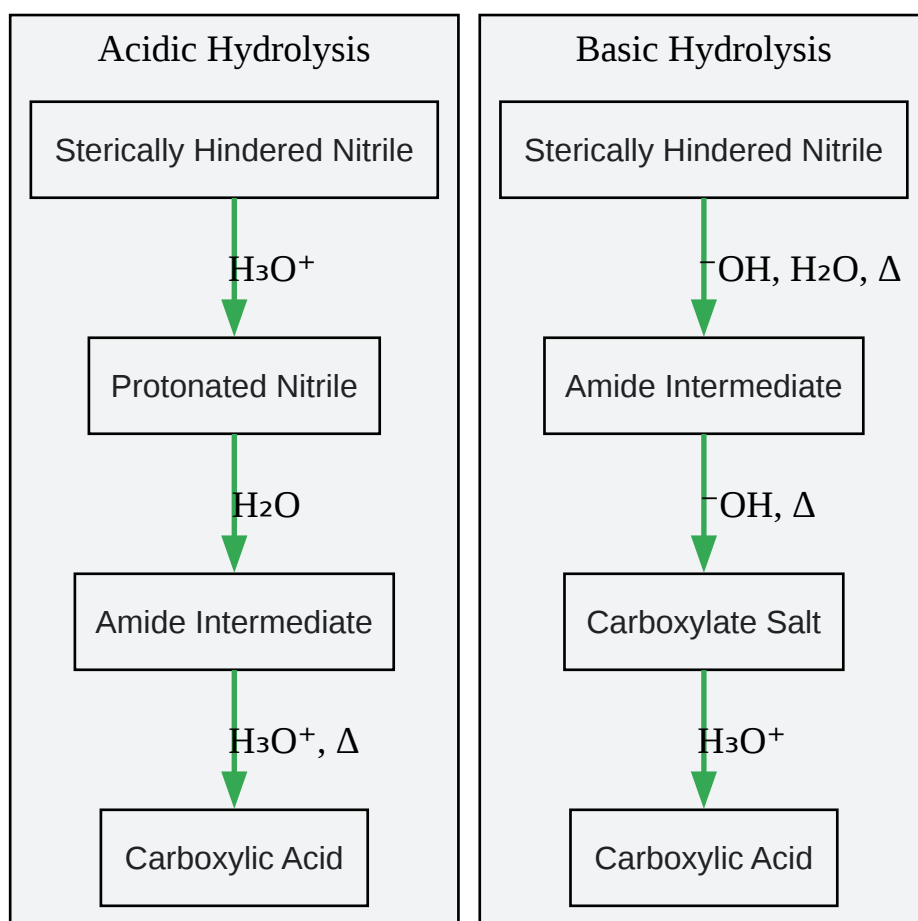 Acidic Hydrolysis
Sterically Hindered Nitrile
H₃O⁺
Protonated Nitrile
H₂O
Amide Intermediate
H₃O⁺, Δ
Carboxylic Acid
Basic Hydrolysis
Sterically Hindered Nitrile
⁻OH, H₂O, Δ
Amide Intermediate
⁻OH, Δ
Carboxylate Salt
H₃O⁺
Carboxylic Acid